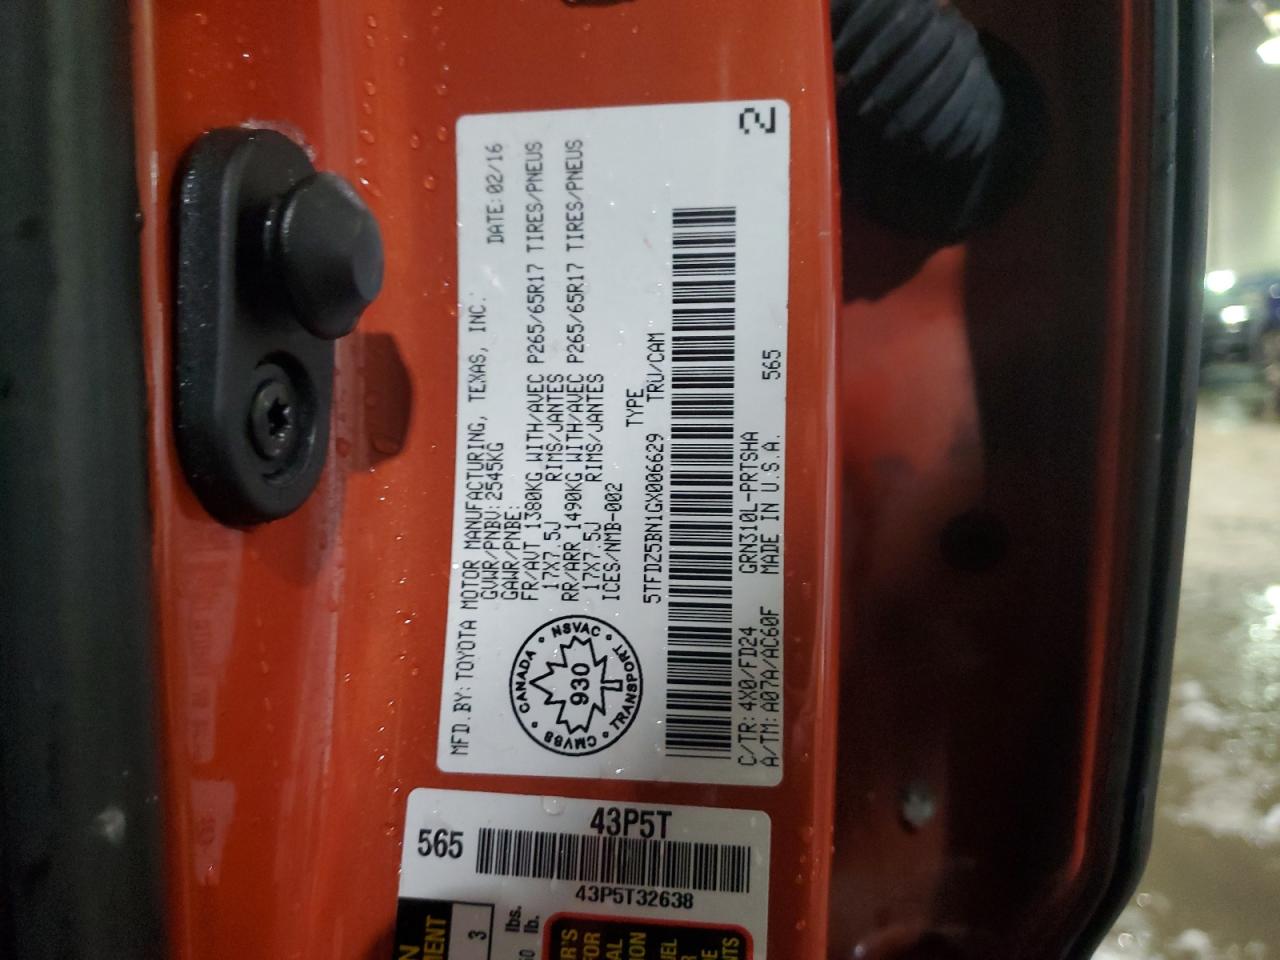 MFD.BY:TOYOTA MOTOR MANUFACTURING, TEXAS, INC.
GVWR/PNBV:2545KG DATE:02/16
GAWR/PNBE:
FR/AVT 1380KG WITH/AVEC P265/65R17 TIRES/PNEUS
17X7.5J RIMS/JANTES
RR/ARR 1490KG WITH/AVEC P265/65R17 TIRES/PNEUS
17X7.5J RIMS/JANTES
ICES/NMB-002
CANADA • NSVAC • TRANSPORT • CMVSS •
930
TYPE
5TFDZ5BN1GX006629 TRU/CAM
C/TR:4X0/FD24 GRN310L-PRTSHA 565
A/TM:A07A/AC60F MADE IN U.S.A.
2
565
43P5T
43P5T32638
3
lbs.
lb.